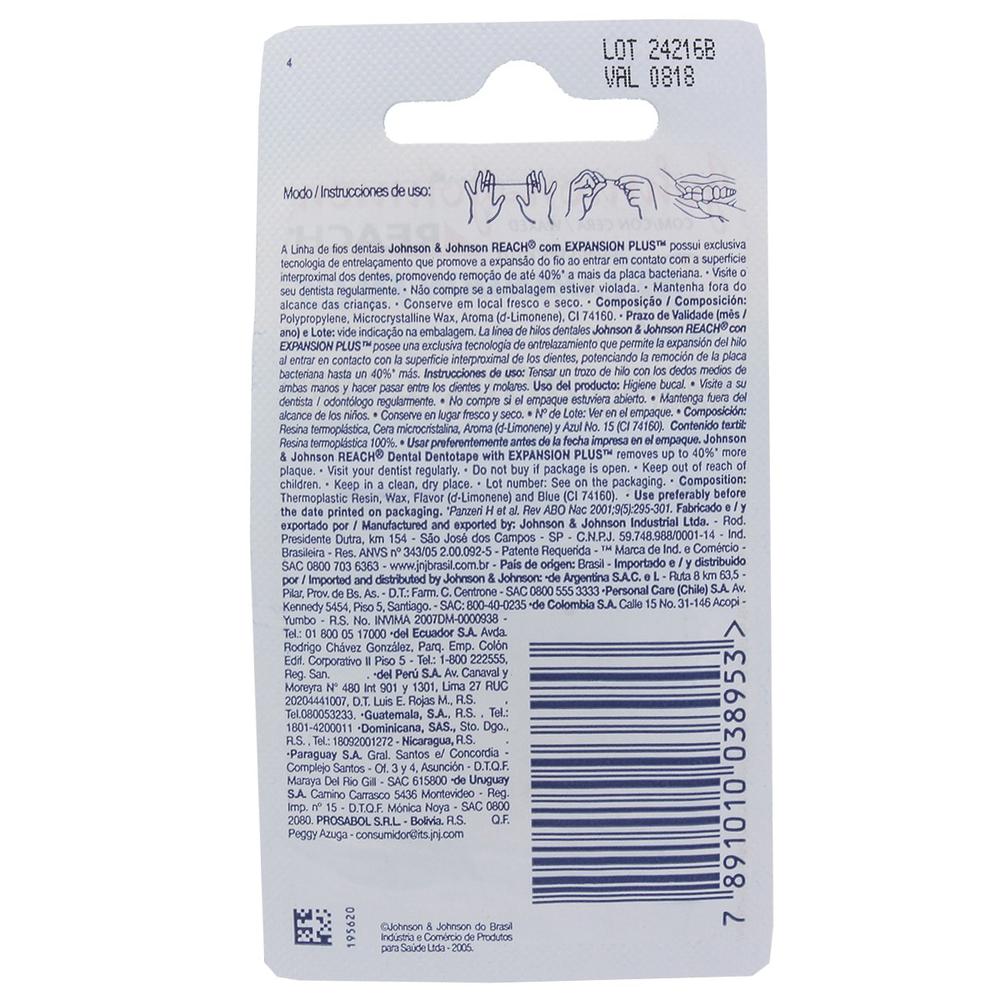 4
LOT 24216B
VAL 0818
Modo / Instrucciones de uso:
A Linha de fios dentais Johnson & Johnson REACH® com EXPANSION PLUS™ possui exclusiva
tecnologia de entrelaçamento que promove a expansão do fio ao entrar em contato com a superfície
interproximal dos dentes, promovendo remoção de até 40%* a mais da placa bacteriana. • Visite o
seu dentista regularmente. • Não compre se a embalagem estiver violada. • Mantenha fora do
alcance das crianças. • Conserve em local fresco e seco. • Composição / Composición:
Polypropylene, Microcrystalline Wax, Aroma (d-Limonene), CI 74160. • Prazo de Validade (mês /
ano) e Lote: vide indicação na embalagem. La línea de hilos dentales Johnson & Johnson REACH® con
EXPANSION PLUS™ posee una exclusiva tecnología de entrelazamiento que permite la expansión del hilo
al entrar en contacto con la superficie interproximal de los dientes, potenciando la remoción de la placa
bacteriana hasta un 40%* más. Instrucciones de uso: Tensar un trozo de hilo con los dedos medios de
ambas manos y hacer pasar entre los dientes y molares. Uso del producto: Higiene bucal. • Visite a su
dentista / odontólogo regularmente. • No compre si el empaque estuviera abierto. • Mantenga fuera del
alcance de los niños. • Conserve en lugar fresco y seco. • Nº de Lote: Ver en el empaque. • Composición:
Resina termoplástica, Cera microcristalina, Aroma (d-Limonene) y Azul No. 15 (CI 74160). Contenido textil:
Resina termoplástica 100%. • Usar preferentemente antes de la fecha impresa en el empaque. Johnson
& Johnson REACH® Dental Dentotape with EXPANSION PLUS™ removes up to 40%* more
plaque. • Visit your dentist regularly. • Do not buy if package is open. • Keep out of reach of
children. • Keep in a clean, dry place. • Lot number: See on the packaging. • Composition:
Thermoplastic Resin, Wax, Flavor (d-Limonene) and Blue (CI 74160). • Use preferably before
the date printed on packaging. *Panzeri H et al. Rev ABO Nac 2001;9(5):295-301. Fabricado e / y
exportado por / Manufactured and exported by: Johnson & Johnson Industrial Ltda. - Rod.
Presidente Dutra, km 154 - São José dos Campos - SP - C.N.P.J. 59.748.988/0001-14 - Ind.
Brasileira - Res. ANVS nº 343/05 2.00.092-5 - Patente Requerida - ™ Marca de Ind. e Comércio -
SAC 0800 703 6363 - www.jnjbrasil.com.br - País de origen: Brasil - Importado e / y distribuido
por / Imported and distributed by Johnson & Johnson: •de Argentina S.A.C. e I. - Ruta 8 km 63,5 -
Pilar, Prov. de Bs. As. - D.T.: Farm. C. Centrone - SAC 0800 555 3333 •Personal Care (Chile) S.A. Av.
Kennedy 5454, Piso 5, Santiago. - SAC: 800-40-0235 •de Colombia S.A. Calle 15 No. 31-146 Acopi -
Yumbo - R.S. No. INVIMA 2007DM-0000938 -
Tel.: 01 800 05 17000 •del Ecuador S.A. Avda.
Rodrigo Chávez González, Parq. Emp. Colón
Edif. Corporativo II Piso 5 - Tel.: 1-800 222555,
Reg. San. . •del Perú S.A. Av. Canaval y
Moreyra N° 480 Int 901 y 1301, Lima 27 RUC
20204441007, D.T. Luis E. Rojas M., R.S. ,
Tel.080053233. •Guatemala, S.A., R.S. , Tel.:
1801-4200011 •Dominicana, SAS., Sto. Dgo.,
R.S. , Tel.: 18092001272 - Nicaragua, R.S. .
•Paraguay S.A. Gral. Santos e/ Concordia -
Complejo Santos - Of. 3 y 4, Asunción - D.T.Q.F.
Maraya Del Rio Gill - SAC 615800 •de Uruguay
S.A. Camino Carrasco 5436 Montevideo - Reg.
Imp. nº 15 - D.T.Q.F. Mónica Noya - SAC 0800
2080. PROSABOL S.R.L. - Bolivia. R.S. Q.F.
Peggy Azuga - consumidor@its.jnj.com
7 891010 038953 >
195620
©Johnson & Johnson do Brasil
Indústria e Comércio de Produtos
para Saúde Ltda - 2005.